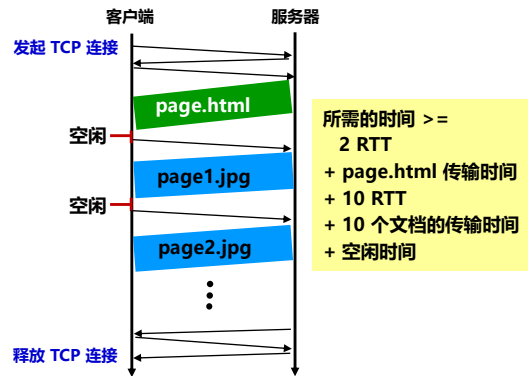 客户端
服务器
发起 TCP 连接
page.html
空闲
page1.jpg
空闲
page2.jpg
释放 TCP 连接
所需的时间 >=
2 RTT
+ page.html 传输时间
+ 10 RTT
+ 10 个文档的传输时间
+ 空闲时间